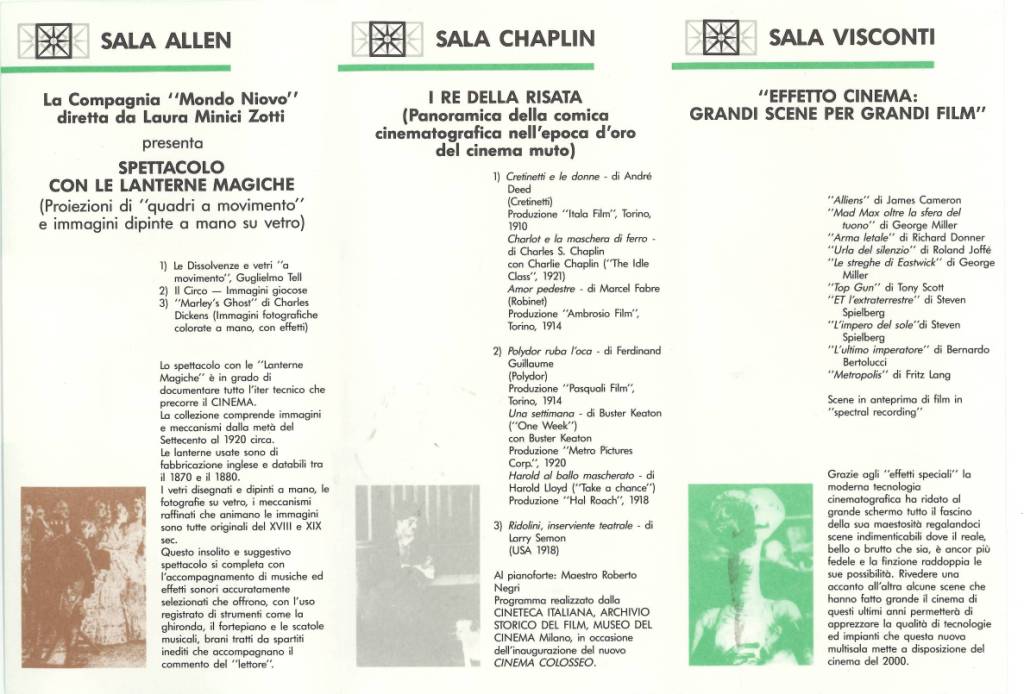 SALA ALLEN
La Compagnia "Mondo Niovo"
diretta da Laura Minici Zotti
presenta
SPETTACOLO
CON LE LANTERNE MAGICHE
(Proiezioni di "quadri a movimento"
e immagini dipinte a mano su vetro)
1) Le Dissolvenze e vetri "a
movimento", Guglielmo Tell
2) Il Circo — Immagini giocose
3) "Marley's Ghost" di Charles
Dickens (Immagini fotografiche
colorate a mano, con effetti)
Lo spettacolo con le "Lanterne
Magiche" è in grado di
documentare tutto l'iter tecnico che
precorre il CINEMA.
La collezione comprende immagini
e meccanismi dalla metà del
Settecento al 1920 circa.
Le lanterne usate sono di
fabbricazione inglese e databili tra
il 1870 e il 1880.
I vetri disegnati e dipinti a mano, le
fotografie su vetro, i meccanismi
raffinati che animano le immagini
sono tutte originali del XVIII e XIX
sec.
Questo insolito e suggestivo
spettacolo si completa con
l'accompagnamento di musiche ed
effetti sonori accuratamente
selezionati che offrono, con l'uso
registrato di strumenti come la
ghironda, il fortepiano e le scatole
musicali, brani tratti da spartiti
inediti che accompagnano il
commento del "lettore".
SALA CHAPLIN
I RE DELLA RISATA
(Panoramica della comica
cinematografica nell'epoca d'oro
del cinema muto)
1) Cretinetti e le donne - di André
Deed
(Cretinetti)
Produzione "Itala Film", Torino,
1910
Charlot e la maschera di ferro -
di Charles S. Chaplin
con Charlie Chaplin ("The Idle
Class", 1921)
Amor pedestre - di Marcel Fabre
(Robinet)
Produzione "Ambrosio Film",
Torino, 1914
2) Polydor ruba l'oca - di Ferdinand
Guillaume
(Polydor)
Produzione "Pasquali Film",
Torino, 1914
Una settimana - di Buster Keaton
("One Week")
con Buster Keaton
Produzione "Metro Pictures
Corp.", 1920
Harold al ballo mascherato - di
Harold Lloyd ("Take a chance")
Produzione "Hal Roach", 1918
3) Ridolini, inserviente teatrale - di
Larry Semon
(USA 1918)
Al pianoforte: Maestro Roberto
Negri
Programma realizzato dalla
CINETECA ITALIANA, ARCHIVIO
STORICO DEL FILM, MUSEO DEL
CINEMA Milano, in occasione
dell'inaugurazione del nuovo
CINEMA COLOSSEO.
SALA VISCONTI
"EFFETTO CINEMA:
GRANDI SCENE PER GRANDI FILM"
"Alliens" di James Cameron
"Mad Max oltre la sfera del
tuono" di George Miller
"Arma letale" di Richard Donner
"Urla del silenzio" di Roland Joffé
"Le streghe di Eastwick" di George
Miller
"Top Gun" di Tony Scott
"ET l'extraterrestre" di Steven
Spielberg
"L'impero del sole"di Steven
Spielberg
"L'ultimo imperatore" di Bernardo
Bertolucci
"Metropolis" di Fritz Lang
Scene in anteprima di film in
"spectral recording"
Grazie agli "effetti speciali" la
moderna tecnologia
cinematografica ha ridato al
grande schermo tutto il fascino
della sua maestosità regalandoci
scene indimenticabili dove il reale,
bello o brutto che sia, è ancor più
fedele e la finzione raddoppia le
sue possibilità. Rivedere una
accanto all'altra alcune scene che
hanno fatto grande il cinema di
questi ultimi anni permetterà di
apprezzare la qualità di tecnologie
ed impianti che questa nuova
multisala mette a disposizione del
cinema del 2000.